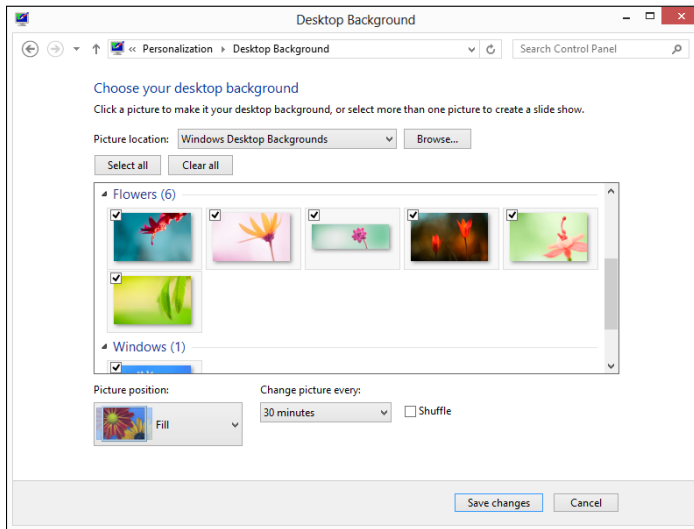 Desktop Background
« Personalization Desktop Background
Search Control Panel
Choose your desktop background
Click a picture to make it your desktop background, or select more than one picture to create a slide show.
Picture location: Windows Desktop Backgrounds Browse...
Select all Clear all
Flowers (6)
Windows (1)
Picture position: Change picture every:
Fill 30 minutes Shuffle
Save changes Cancel